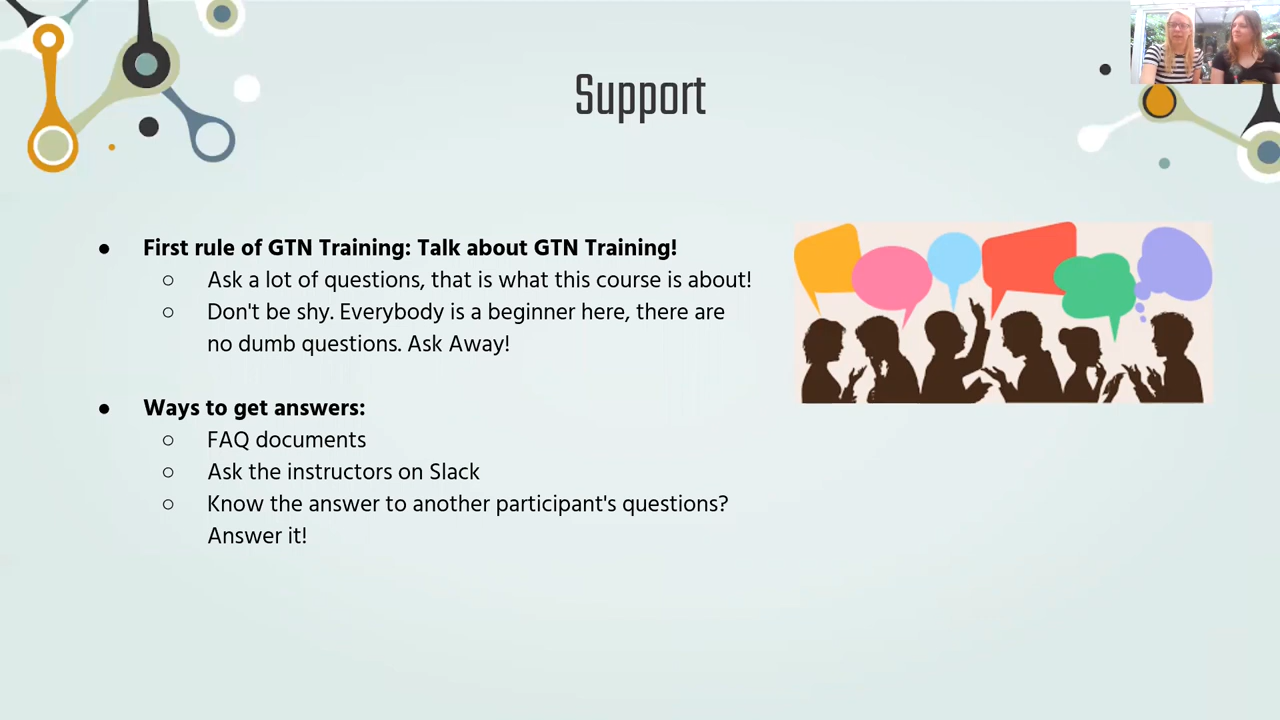 Support
● First rule of GTN Training: Talk about GTN Training!
○ Ask a lot of questions, that is what this course is about!
○ Don't be shy. Everybody is a beginner here, there are
no dumb questions. Ask Away!
● Ways to get answers:
○ FAQ documents
○ Ask the instructors on Slack
○ Know the answer to another participant's questions?
Answer it!